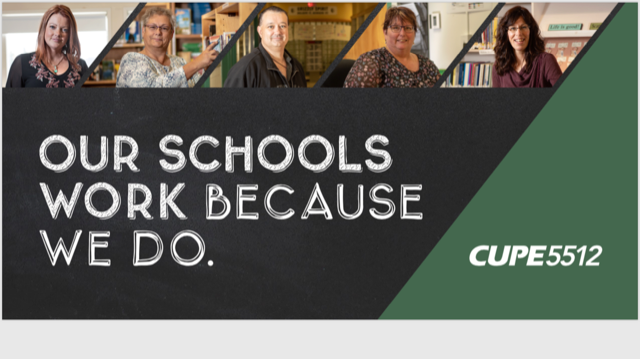 OUR SCHOOLS
WORK BECAUSE
WE DO.
CUPE5512